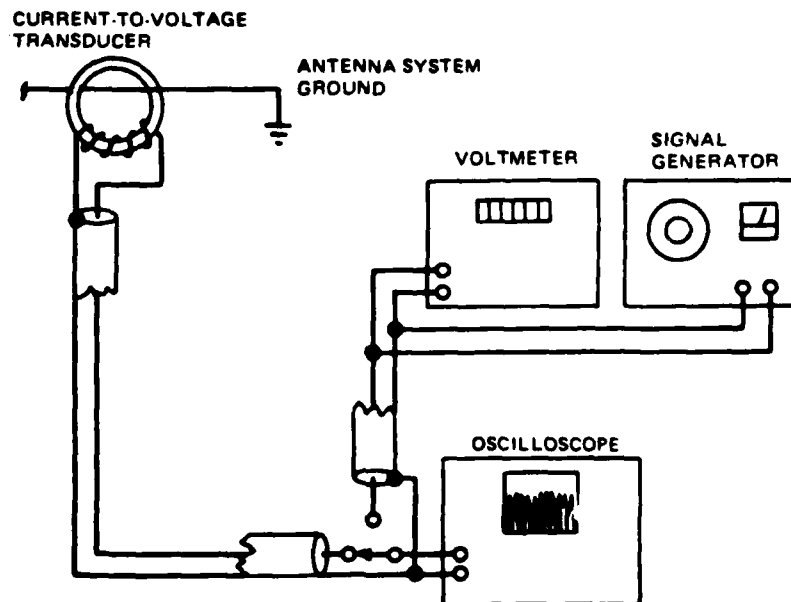 CURRENT-TO-VOLTAGE
TRANSDUCER
ANTENNA SYSTEM
GROUND
VOLTMETER
SIGNAL
GENERATOR
OSCILLOSCOPE